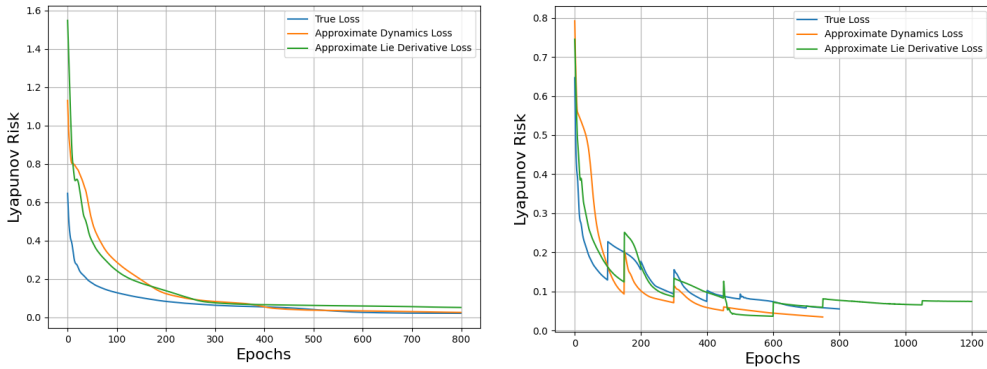 1.6
1.4
1.2
1.0
0.8
0.6
0.4
0.2
0.0
Lyapunov Risk
True Loss
Approximate Dynamics Loss
Approximate Lie Derivative Loss
0 100 200 300 400 500 600 700 800
Epochs
0.8
0.7
0.6
0.5
0.4
0.3
0.2
0.1
0.0
Lyapunov Risk
True Loss
Approximate Dynamics Loss
Approximate Lie Derivative Loss
0 200 400 600 800 1000 1200
Epochs